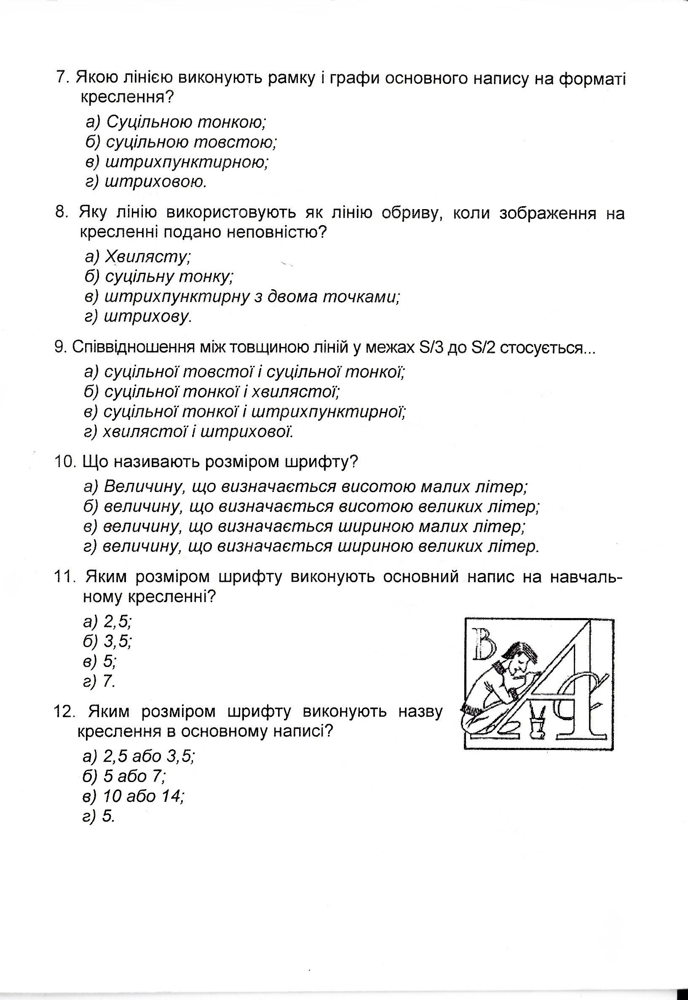 7. Якою лінією виконують рамку і графи основного напису на форматі
креслення?
а) Суцільною тонкою;
б) суцільною товстою;
в) штрихпунктирною;
г) штриховою.
8. Яку лінію використовують як лінію обриву, коли зображення на
кресленні подано неповністю?
а) Хвилясту;
б) суцільну тонку;
в) штрихпунктирну з двома точками;
г) штрихову.
9. Співвідношення між товщиною ліній у межах S/3 до S/2 стосується...
а) суцільної товстої і суцільної тонкої;
б) суцільної тонкої і хвилястої;
в) суцільної тонкої і штрихпунктирної;
г) хвилястої і штрихової.
10. Що називають розміром шрифту?
а) Величину, що визначається висотою малих літер;
б) величину, що визначається висотою великих літер;
в) величину, що визначається шириною малих літер;
г) величину, що визначається шириною великих літер.
11. Яким розміром шрифту виконують основний напис на навчаль-
ному кресленні?
а) 2,5;
б) 3,5;
в) 5;
г) 7.
В
А
С
12. Яким розміром шрифту виконують назву
креслення в основному написі?
а) 2,5 або 3,5;
б) 5 або 7;
в) 10 або 14;
г) 5.